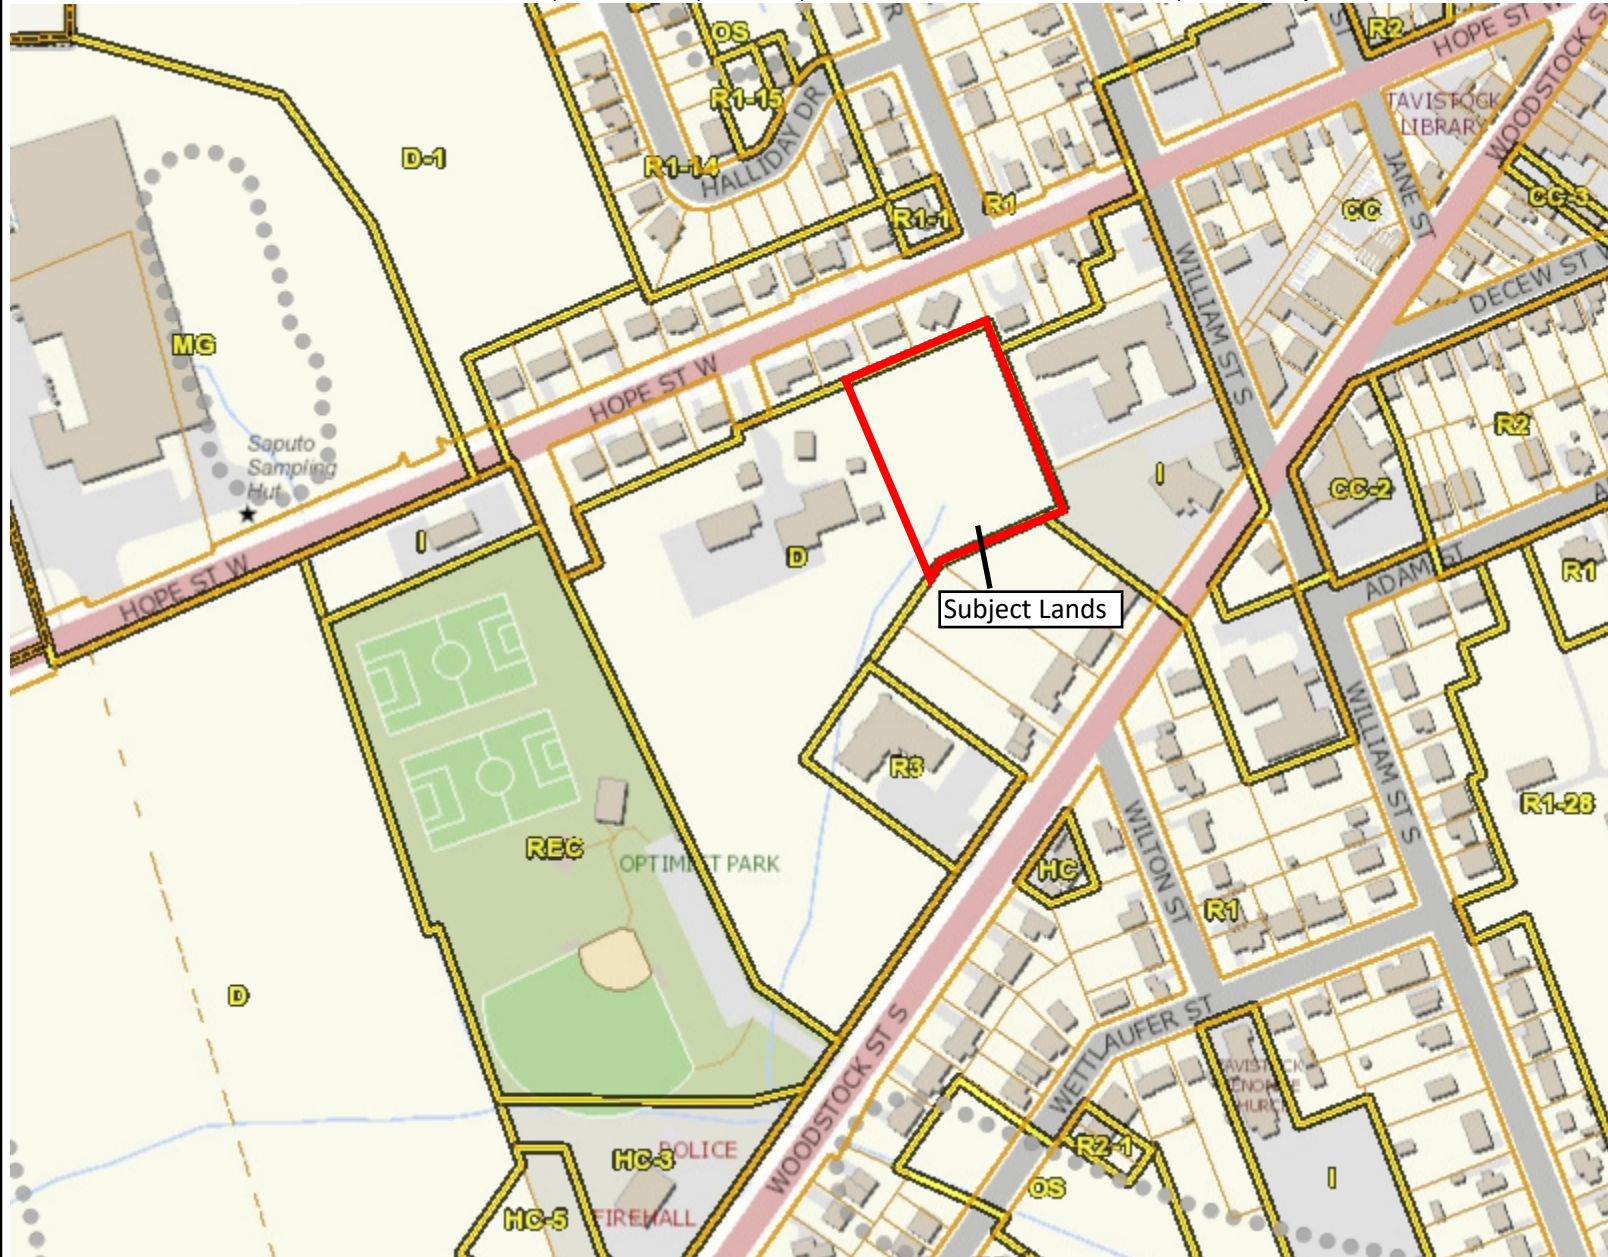 OS
R2
HOPE ST W
R1-15
TAVISTOCK
LIBRARY
WOODSTOCK S
D-1
R1-14
HALLIDAY DR
JANE ST
R1-1
R1
CC
CC-3
WILLIAM ST S
DECEW ST
MG
HOPE ST W
Saputo
Sampling
Hut
R2
I
CC-2
I
D
HOPE ST W
ADAM ST
R1
Subject Lands
R3
WILLIAM ST S
R1-28
WILTON ST
REC
OPTIMIST PARK
HC
R1
D
WOODSTOCK ST S
WETTLAUFER ST
HC-3
POLICE
R2-1
OS
I
HC-5
FIREHALL